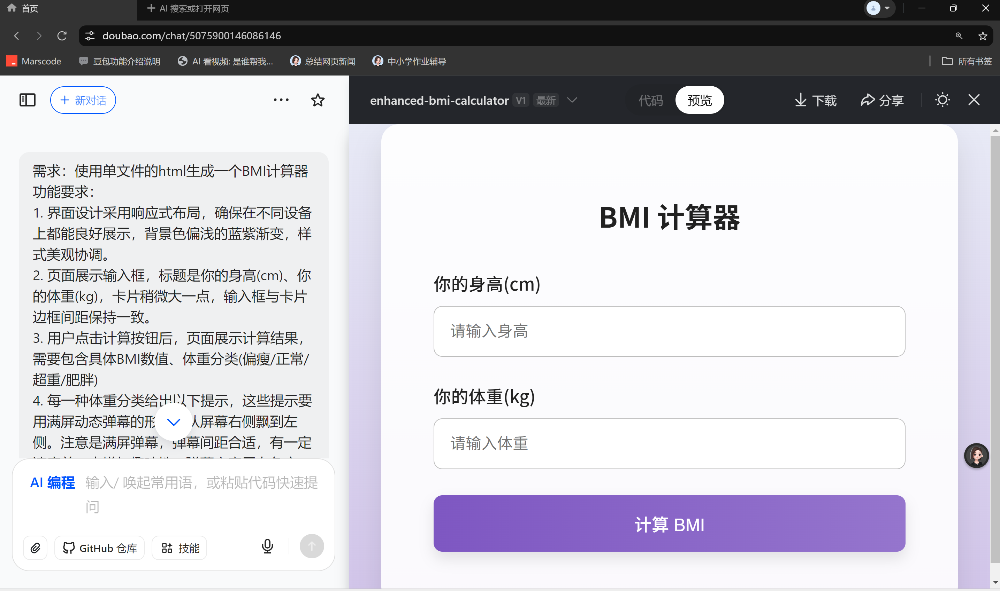 首页
AI 搜索或打开网页
doubao.com/chat/5075900146086146
Marscode
豆包功能介绍说明
AI 看视频: 是谁帮我...
总结网页新闻
中小学作业辅导
所有书签
新对话
需求：使用单文件的html生成一个BMI计算器
功能要求：
1. 界面设计采用响应式布局，确保在不同设备
上都能良好展示，背景色偏浅的蓝紫渐变，样
式美观协调。
2. 页面展示输入框，标题是你的身高(cm)、你
的体重(kg)，卡片稍微大一点，输入框与卡片
边框间距保持一致。
3. 用户点击计算按钮后，页面展示计算结果，
需要包含具体BMI数值、体重分类(偏瘦/正常/
超重/肥胖)
4. 每一种体重分类给出以下提示，这些提示要
用满屏动态弹幕的形 从屏幕右侧飘到左
侧。注意是满屏弹幕，弹幕间距合适，有一定
AI 编程
输入/ 唤起常用语，或粘贴代码快速提
问
GitHub 仓库
技能
enhanced-bmi-calculator V1 最新
代码
预览
下载
分享
BMI 计算器
你的身高(cm)
请输入身高
你的体重(kg)
请输入体重
计算 BMI